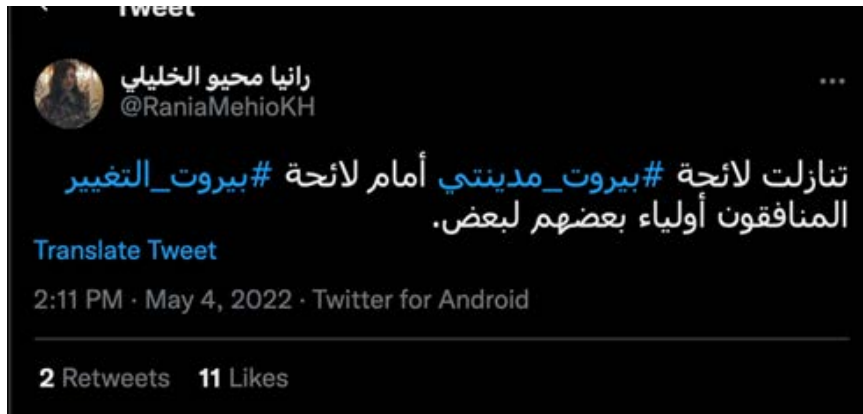 Tweet
رانيا محيو الخليلي
@RaniaMehioKH
تنازلت لائحة #بيروت_مدينتي أمام لائحة #بيروت_التغيير
المنافقون أولياء بعضهم لبعض.
Translate Tweet
2:11 PM · May 4, 2022 · Twitter for Android
2 Retweets 11 Likes